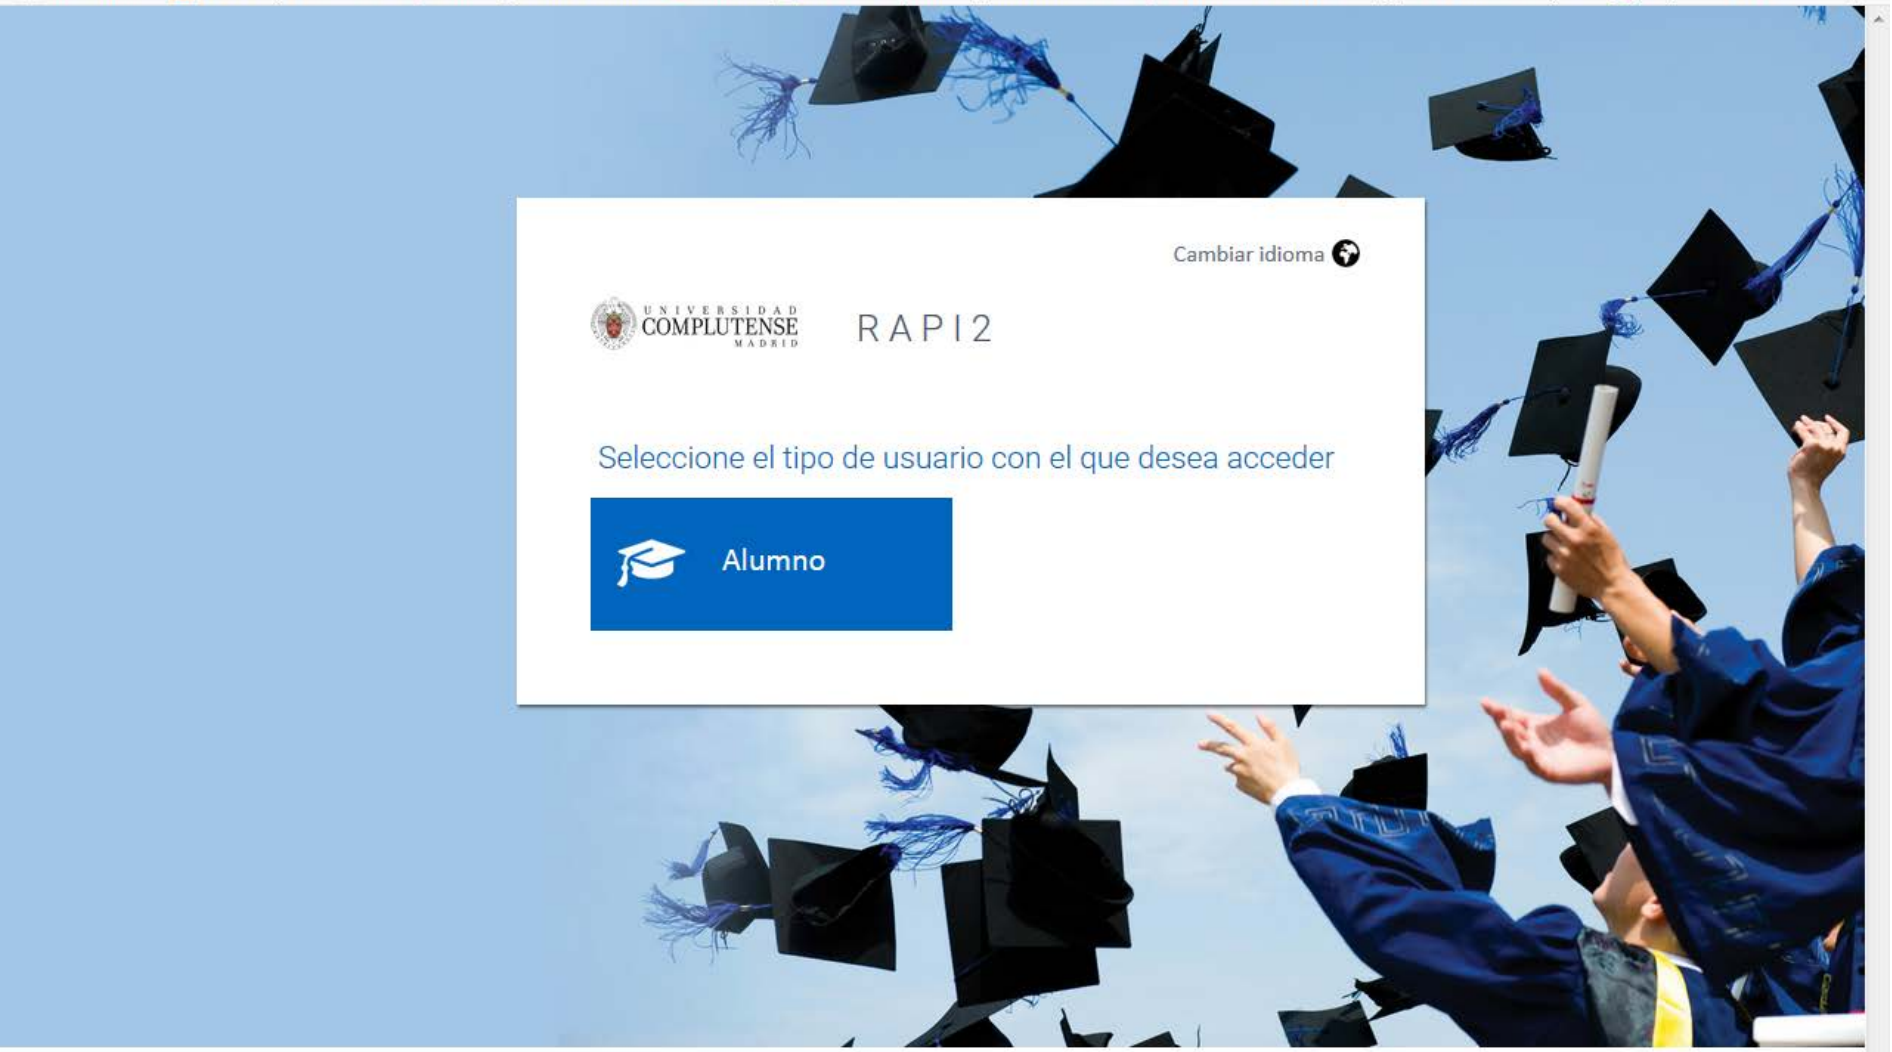 Cambiar idioma
UNIVERSIDAD
COMPLUTENSE
MADRID
RAPI2
Seleccione el tipo de usuario con el que desea acceder
Alumno